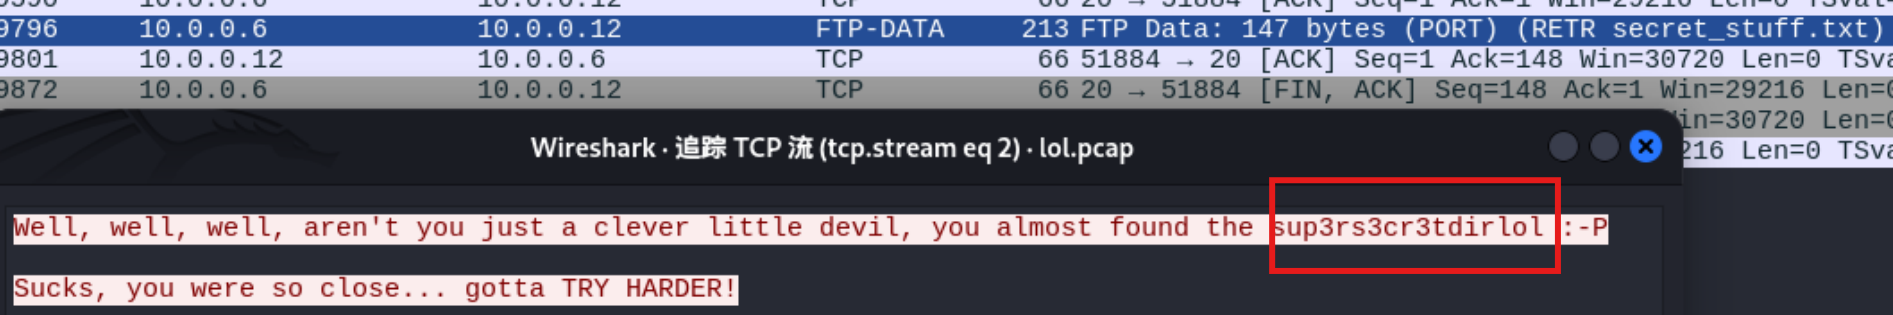 9796 10.0.0.6 10.0.0.12 FTP-DATA 213 FTP Data: 147 bytes (PORT) (RETR secret_stuff.txt)
9801 10.0.0.12 10.0.0.6 TCP 66 51884 → 20 [ACK] Seq=1 Ack=148 Win=30720 Len=0 TSva
9872 10.0.0.6 10.0.0.12 TCP 66 20 → 51884 [FIN, ACK] Seq=148 Ack=1 Win=29216 Len=
in=30720 Len=
Wireshark · 追踪 TCP 流 (tcp.stream eq 2) · lol.pcap
216 Len=0 TSva
Well, well, well, aren't you just a clever little devil, you almost found the sup3rs3cr3tdirlol :-P
Sucks, you were so close... gotta TRY HARDER!